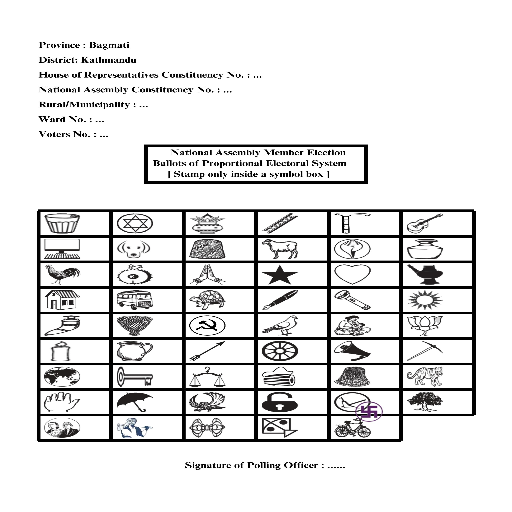 Province : Bagmati
District: Kathmandu
House of Representatives Constituency No. : ...
National Assembly Constituency No. : ...
Rural/Municipality : ...
Ward No. : ...
Voters No. : ...
National Assembly Member Election
Ballots of Proportional Electoral System
[ Stamp only inside a symbol box ]
Signature of Polling Officer : ......